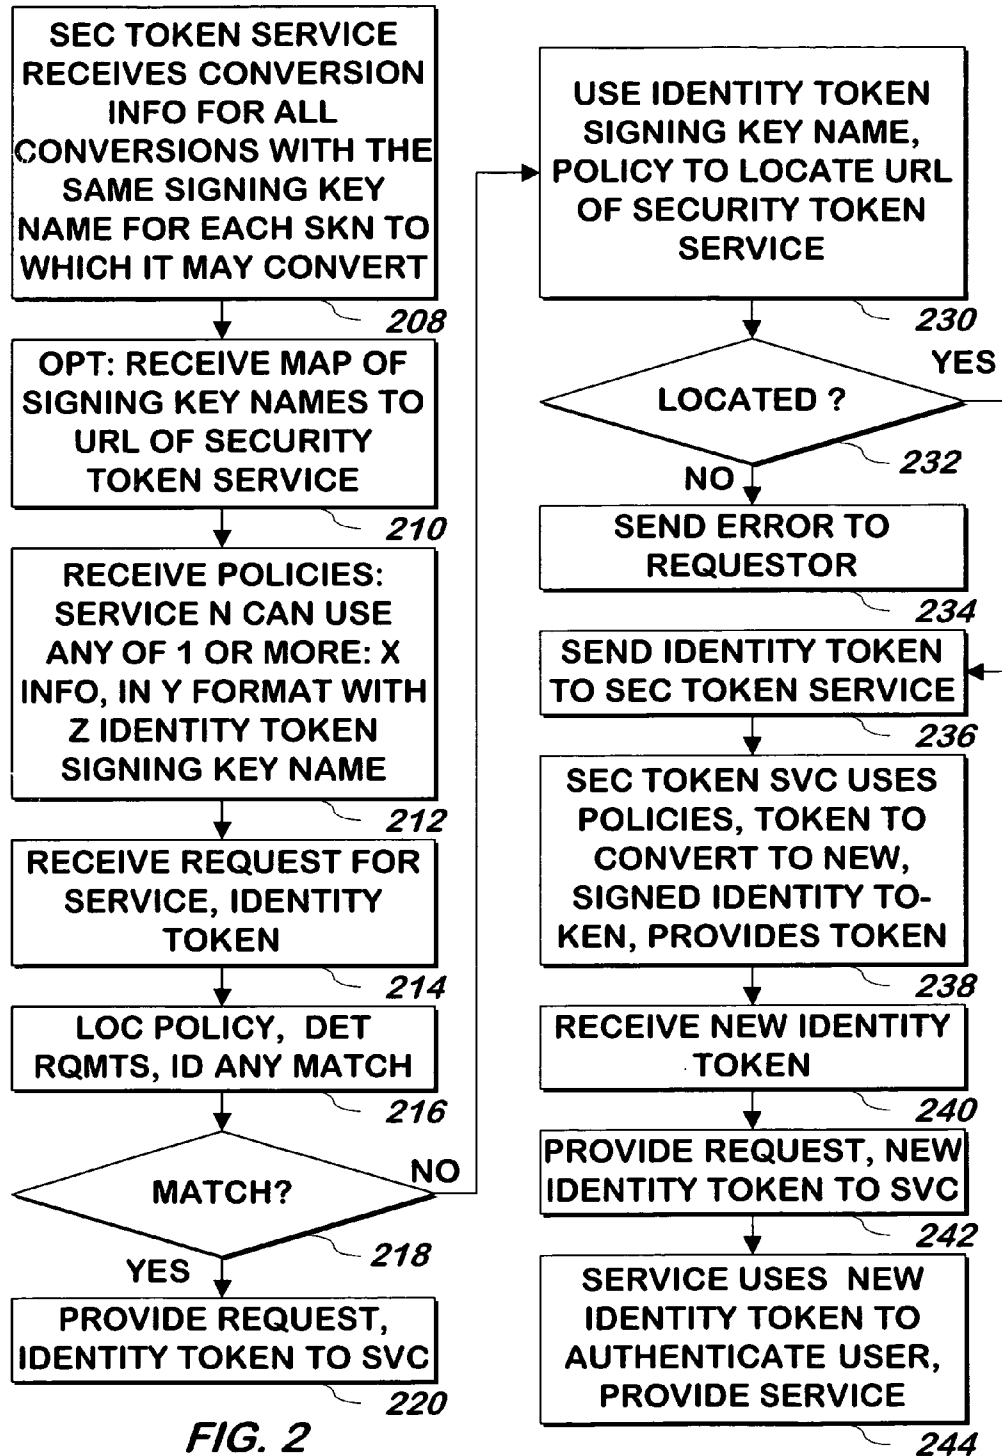 SEC TOKEN SERVICE
RECEIVES CONVERSION
INFO FOR ALL
CONVERSIONS WITH THE
SAME SIGNING KEY
NAME FOR EACH SKN TO
WHICH IT MAY CONVERT
208
OPT: RECEIVE MAP OF
SIGNING KEY NAMES TO
URL OF SECURITY
TOKEN SERVICE
210
RECEIVE POLICIES:
SERVICE N CAN USE
ANY OF 1 OR MORE: X
INFO, IN Y FORMAT WITH
Z IDENTITY TOKEN
SIGNING KEY NAME
212
RECEIVE REQUEST FOR
SERVICE, IDENTITY
TOKEN
214
LOC POLICY, DET
RQMTS, ID ANY MATCH
216
MATCH?
NO
218
YES
PROVIDE REQUEST,
IDENTITY TOKEN TO SVC
220
USE IDENTITY TOKEN
SIGNING KEY NAME,
POLICY TO LOCATE URL
OF SECURITY TOKEN
SERVICE
230
YES
LOCATED ?
232
NO
SEND ERROR TO
REQUESTOR
234
SEND IDENTITY TOKEN
TO SEC TOKEN SERVICE
236
SEC TOKEN SVC USES
POLICIES, TOKEN TO
CONVERT TO NEW,
SIGNED IDENTITY TO-
KEN, PROVIDES TOKEN
238
RECEIVE NEW IDENTITY
TOKEN
240
PROVIDE REQUEST, NEW
IDENTITY TOKEN TO SVC
242
SERVICE USES NEW
IDENTITY TOKEN TO
AUTHENTICATE USER,
PROVIDE SERVICE
244
FIG. 2